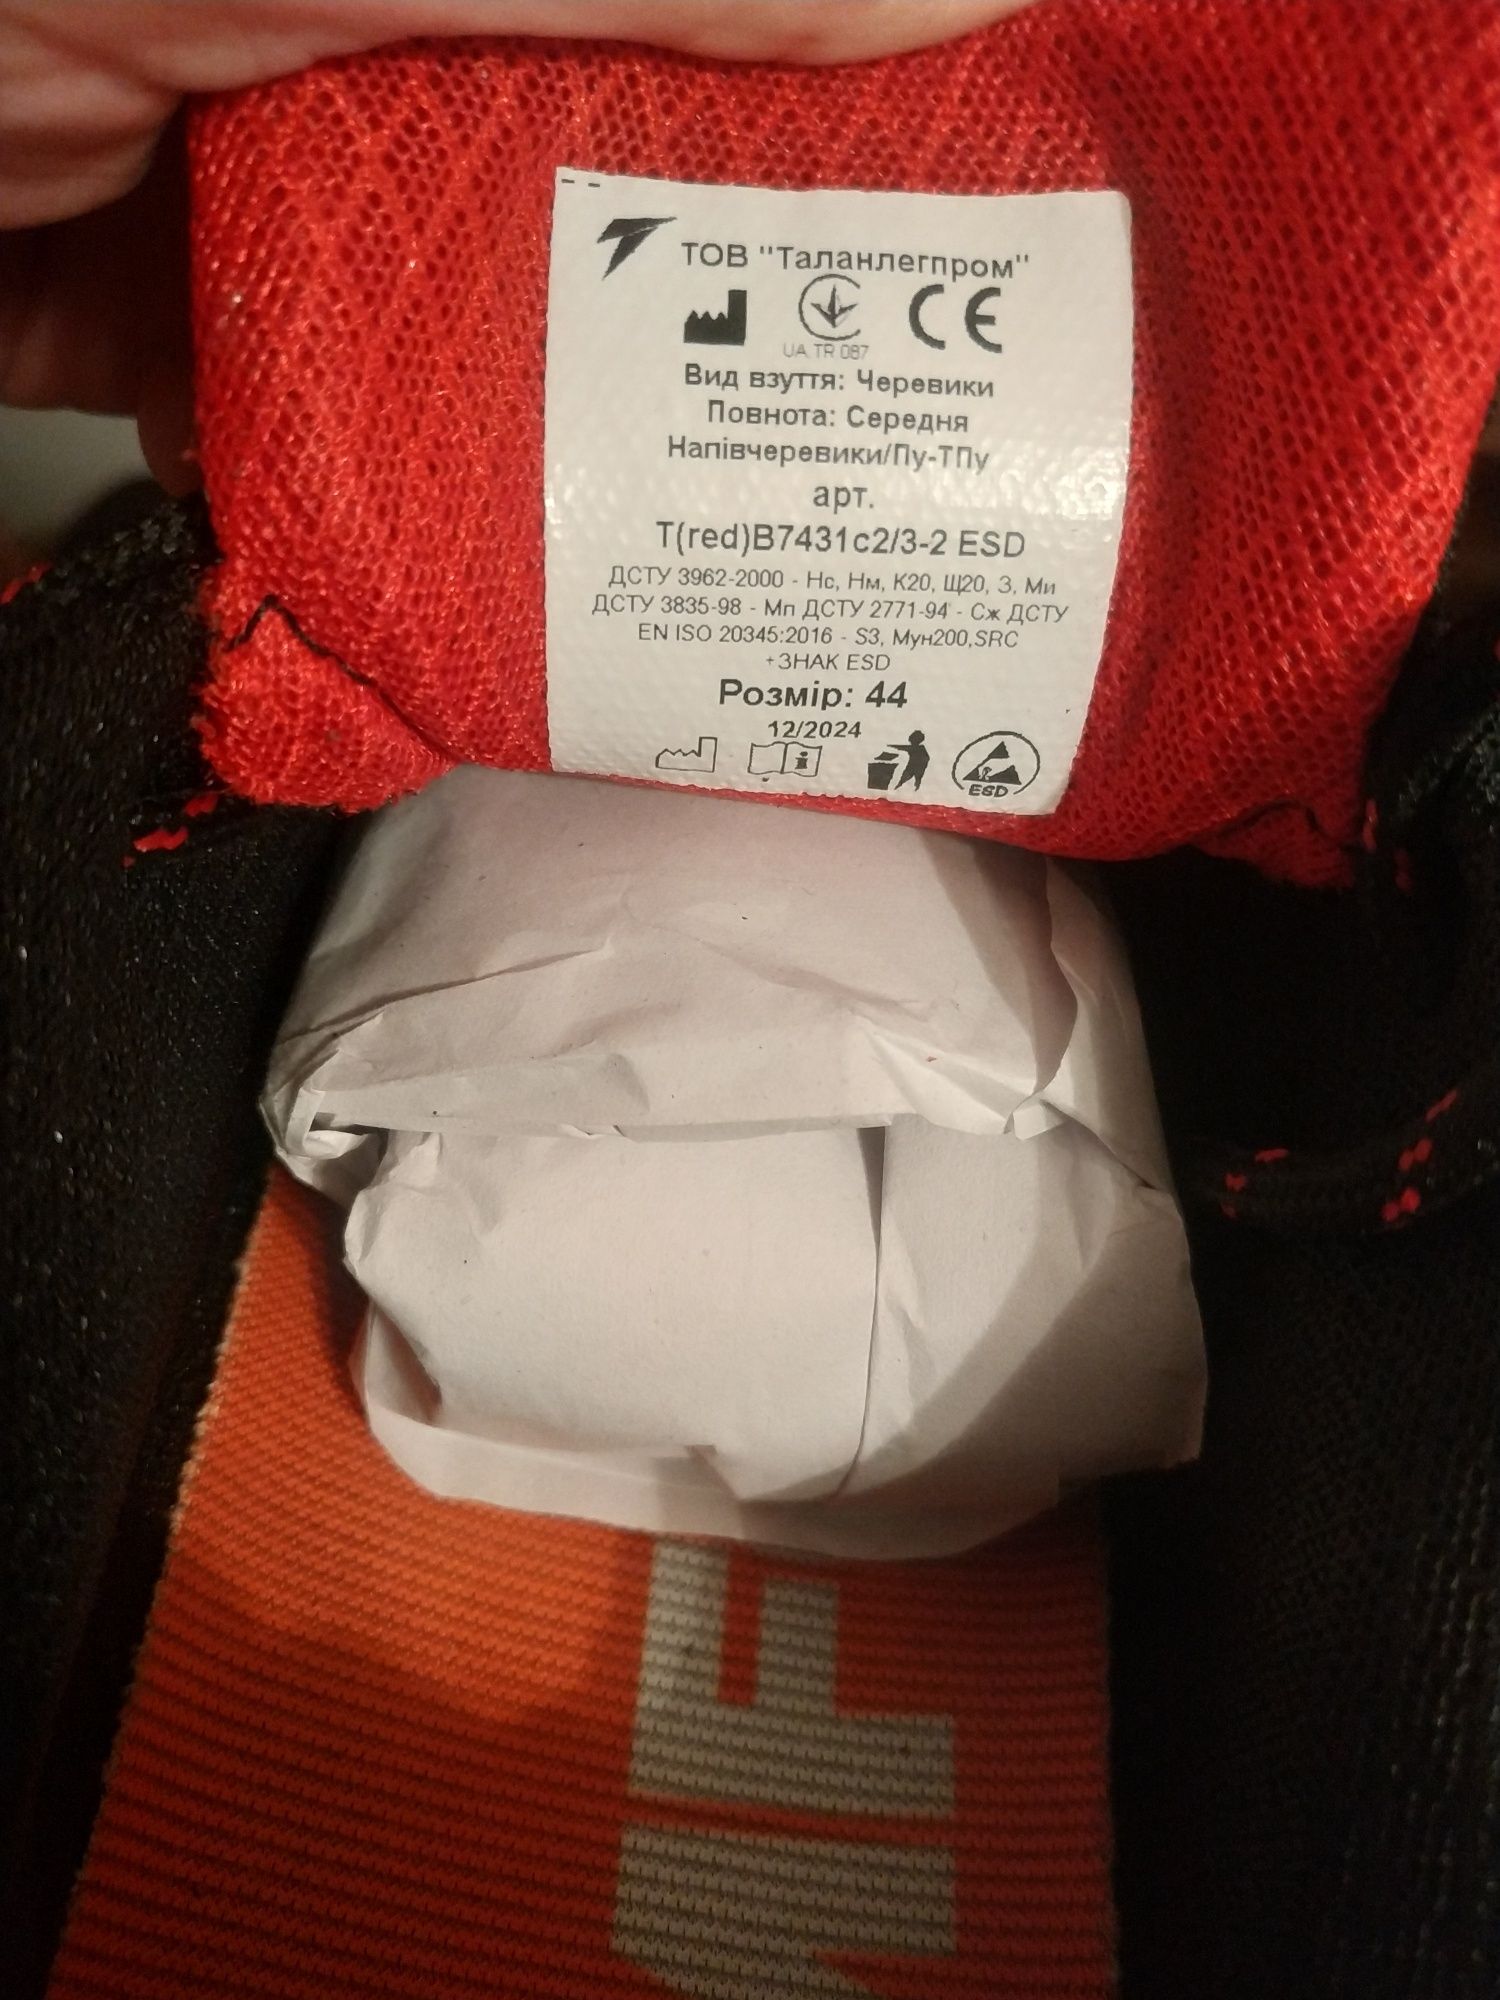 ТОВ "Таланлегпром"
UA.TR.087
CE
Вид взуття: Черевики
Повнота: Середня
Напівчеревики/Пу-ТПу
арт.
T(red)B7431c2/3-2 ESD
ДСТУ 3962-2000 - Нс, Нм, К20, Щ20, З, Ми
ДСТУ 3835-98 - Мп ДСТУ 2771-94 - Сж ДСТУ
EN ISO 20345:2016 - S3, Мун200,SRC
+ЗНАК ESD
Розмір: 44
12/2024
ESD